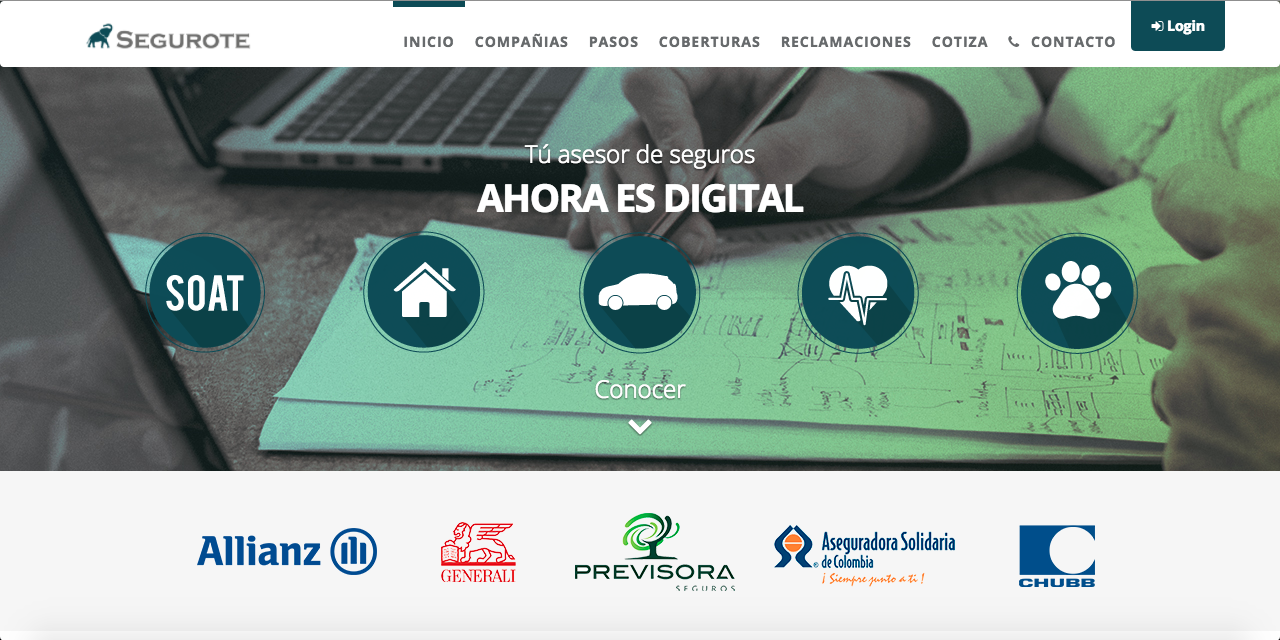 SEGUROTE
INICIO COMPAÑIAS PASOS COBERTURAS RECLAMACIONES COTIZA CONTACTO Login
Tú asesor de seguros
AHORA ES DIGITAL
SOAT
Conocer
Allianz
GENERALI
PREVISORA
SEGUROS
Aseguradora Solidaria
de Colombia
¡Siempre junto a ti!
CHUBB